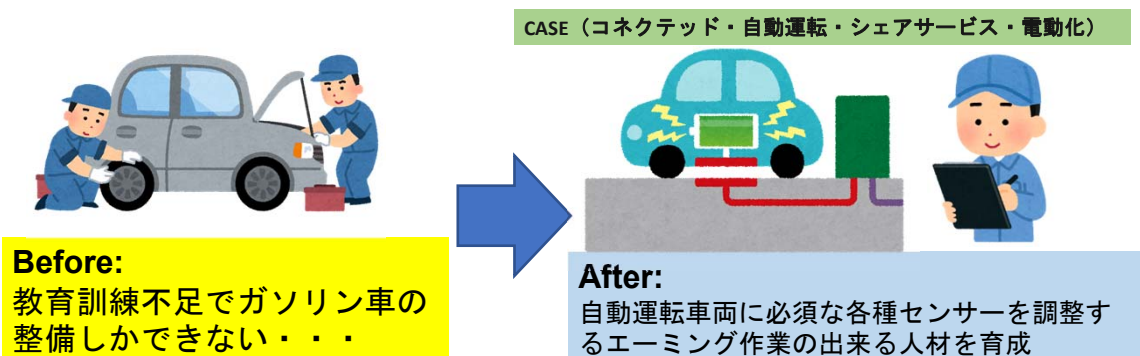 CASE（コネクテッド・自動運転・シェアサービス・電動化）
Before:
教育訓練不足でガソリン車の
整備しかできない・・・
After:
自動運転車両に必須な各種センサーを調整す
るエーミング作業の出来る人材を育成